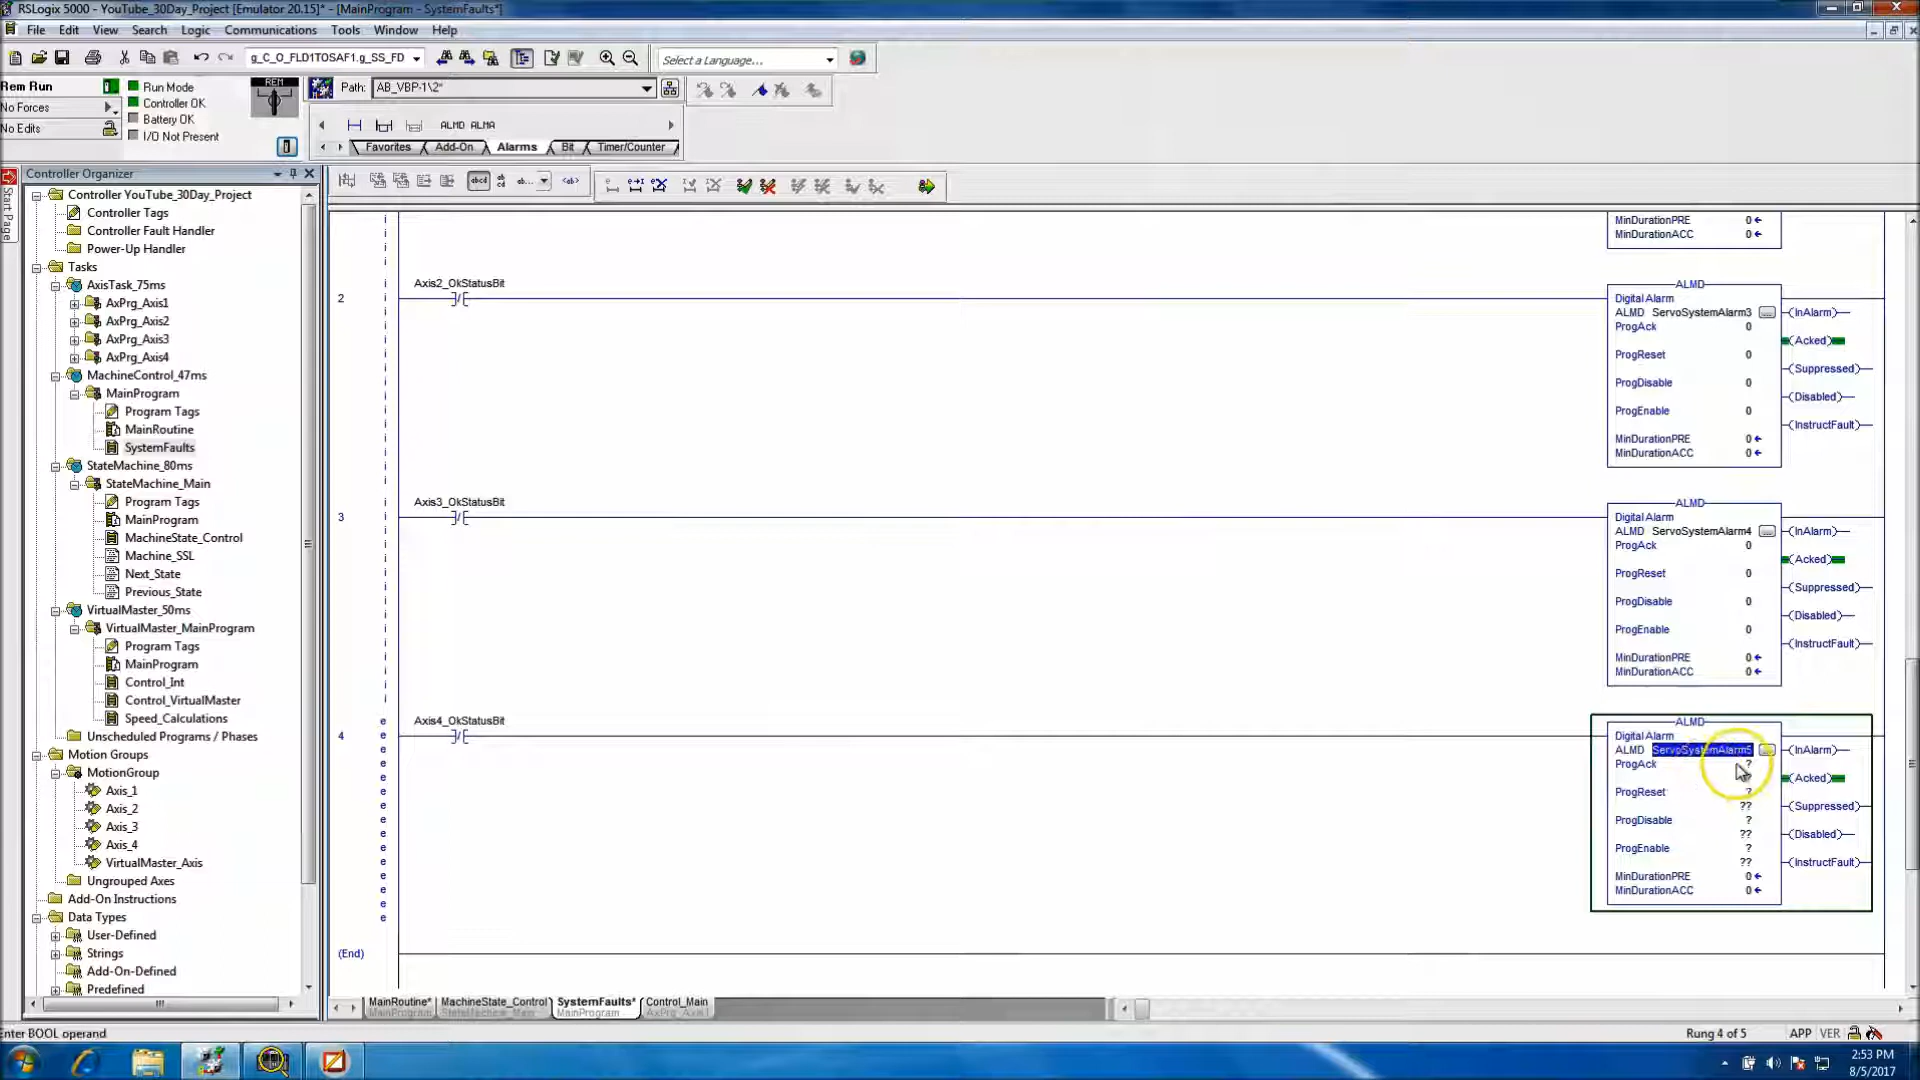 RSLogix 5000 - YouTube_30Day_Project [Emulator 20.15]* - [MainProgram - SystemFaults*]
File Edit View Search Logic Communications Tools Window Help
g_C_O_FLD1TOSAF1.g_SS_FD
Select a Language...
Rem Run
No Forces
No Edits
Run Mode
Controller OK
Battery OK
I/O Not Present
REM
Path: AB_VBP-1\2*
ALMD ALMA
Favorites Add-On Alarms Bit Timer/Counter
Start Page
Controller Organizer
Controller YouTube_30Day_Project
Controller Tags
Controller Fault Handler
Power-Up Handler
Tasks
AxisTask_75ms
AxPrg_Axis1
AxPrg_Axis2
AxPrg_Axis3
AxPrg_Axis4
MachineControl_47ms
MainProgram
Program Tags
MainRoutine
SystemFaults
StateMachine_80ms
StateMachine_Main
Program Tags
MainProgram
MachineState_Control
Machine_SSL
Next_State
Previous_State
VirtualMaster_50ms
VirtualMaster_MainProgram
Program Tags
MainProgram
Control_Int
Control_VirtualMaster
Speed_Calculations
Unscheduled Programs / Phases
Motion Groups
MotionGroup
Axis_1
Axis_2
Axis_3
Axis_4
VirtualMaster_Axis
Ungrouped Axes
Add-On Instructions
Data Types
User-Defined
Strings
Add-On-Defined
Predefined
MinDurationPRE 0
MinDurationACC 0
2
Axis2_OkStatusBit
ALMD
Digital Alarm
ALMD ServoSystemAlarm3 ... (InAlarm)
ProgAck 0
(Acked)
ProgReset 0
(Suppressed)
ProgDisable 0
(Disabled)
ProgEnable 0
(InstructFault)
MinDurationPRE 0
MinDurationACC 0
3
Axis3_OkStatusBit
ALMD
Digital Alarm
ALMD ServoSystemAlarm4 ... (InAlarm)
ProgAck 0
(Acked)
ProgReset 0
(Suppressed)
ProgDisable 0
(Disabled)
ProgEnable 0
(InstructFault)
MinDurationPRE 0
MinDurationACC 0
4
Axis4_OkStatusBit
ALMD
Digital Alarm
ALMD ServoSystemAlarm5 ... (InAlarm)
ProgAck ?
(Acked)
ProgReset ?
?? (Suppressed)
ProgDisable ?
?? (Disabled)
ProgEnable ?
?? (InstructFault)
MinDurationPRE 0
MinDurationACC 0
(End)
MainRoutine* MachineState_Control SystemFaults* Control_Main
MainProgram StateMachine_Main MainProgram AxPrg_Axis1
Enter BOOL operand
Rung 4 of 5 APP VER
2:53 PM
8/5/2017